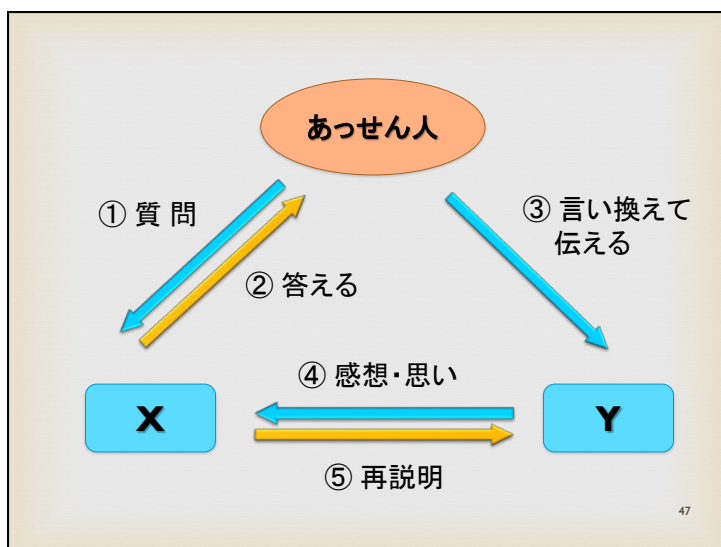 あっせん人
① 質 問
③ 言い換えて
伝える
② 答える
④ 感想・思い
X
Y
⑤ 再説明
47